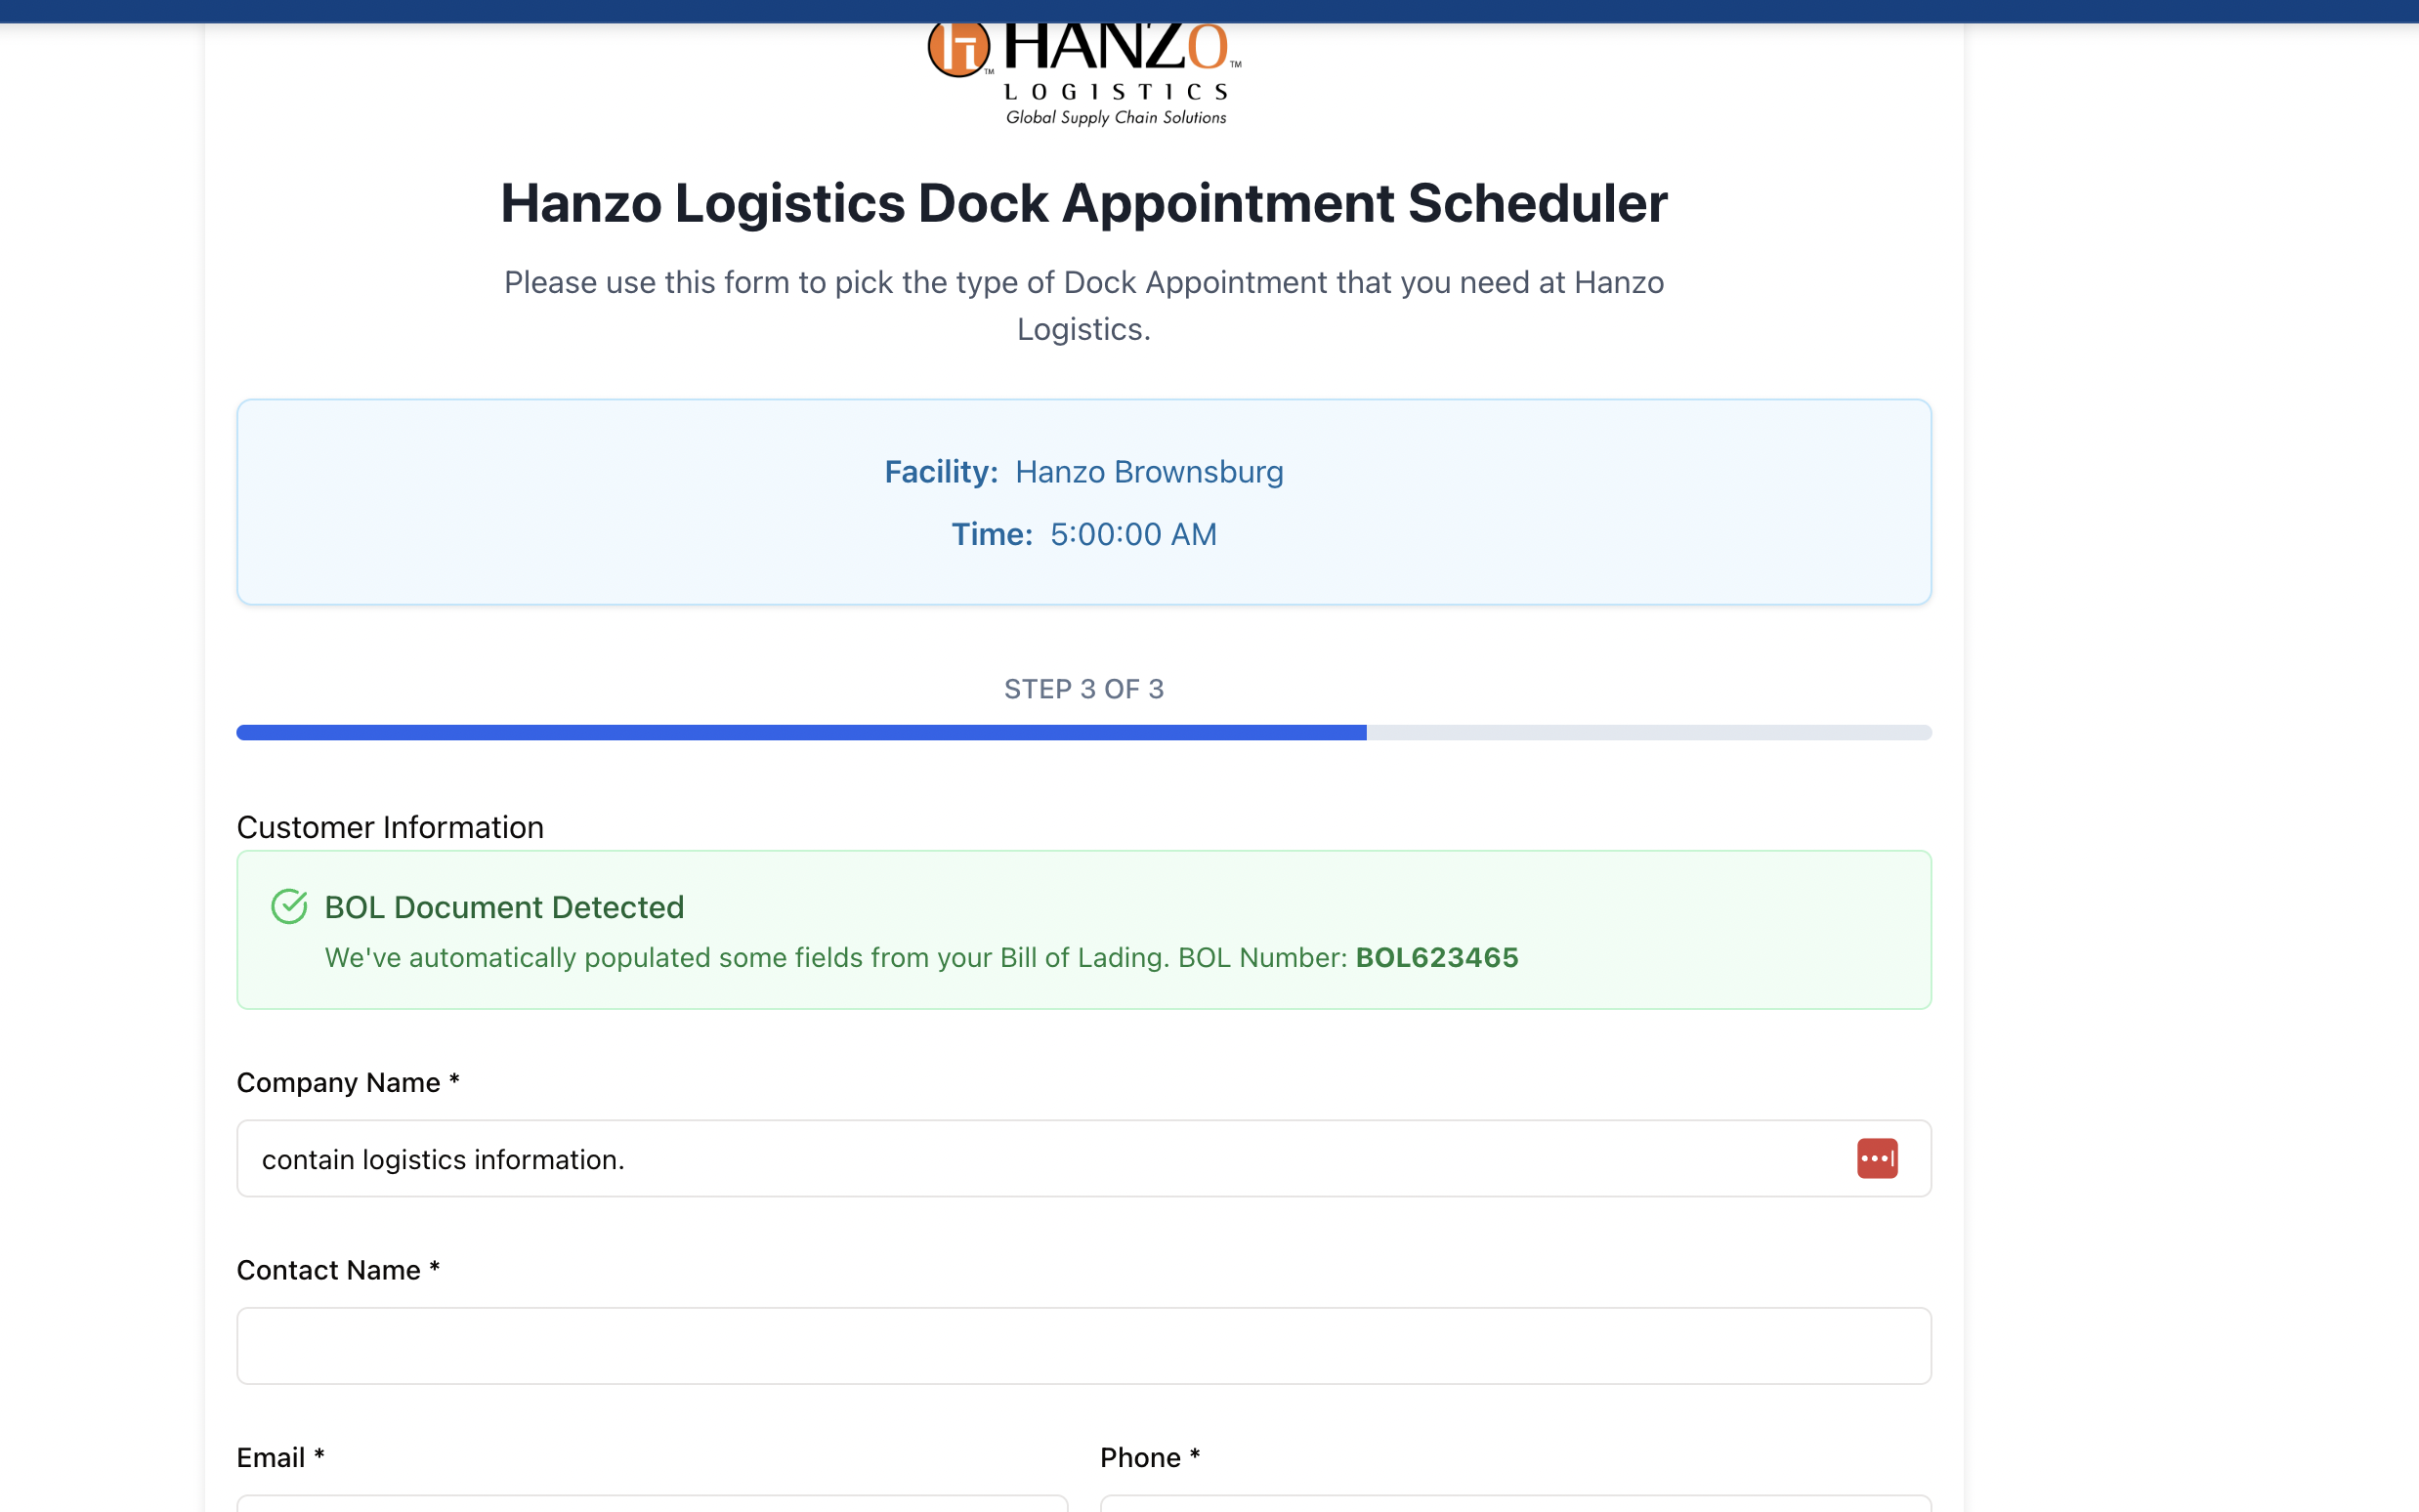 HANZO
TM
TM
LOGISTICS
Global Supply Chain Solutions
Hanzo Logistics Dock Appointment Scheduler
Please use this form to pick the type of Dock Appointment that you need at Hanzo
Logistics.
Facility: Hanzo Brownsburg
Time: 5:00:00 AM
STEP 3 OF 3
Customer Information
BOL Document Detected
We've automatically populated some fields from your Bill of Lading. BOL Number: BOL623465
Company Name *
contain logistics information.
Contact Name *
Email *
Phone *